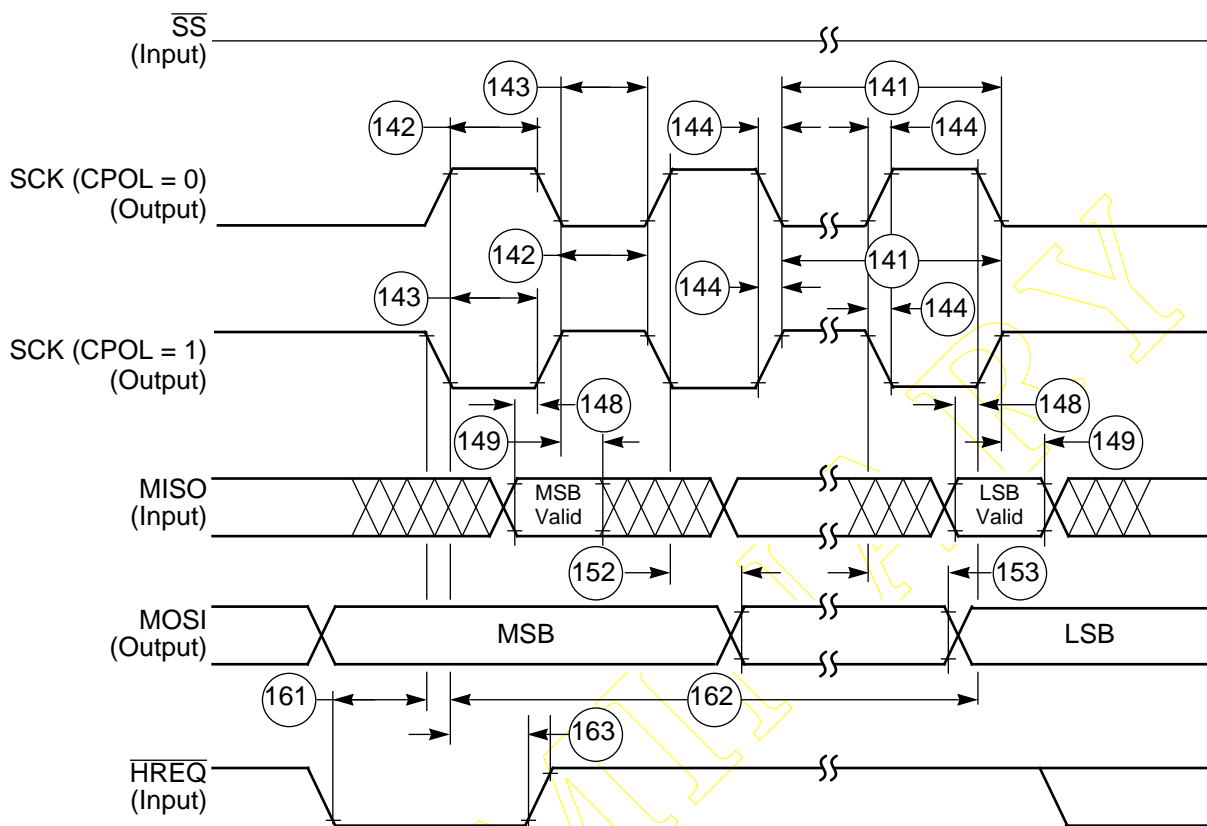 SS
(Input)
143
141
142
144
144
SCK (CPOL = 0)
(Output)
142
141
143
144
144
SCK (CPOL = 1)
(Output)
148
148
149
149
MISO
(Input)
MSB
Valid
LSB
Valid
152
153
MOSI
(Output)
MSB
LSB
161
162
163
HREQ
(Input)